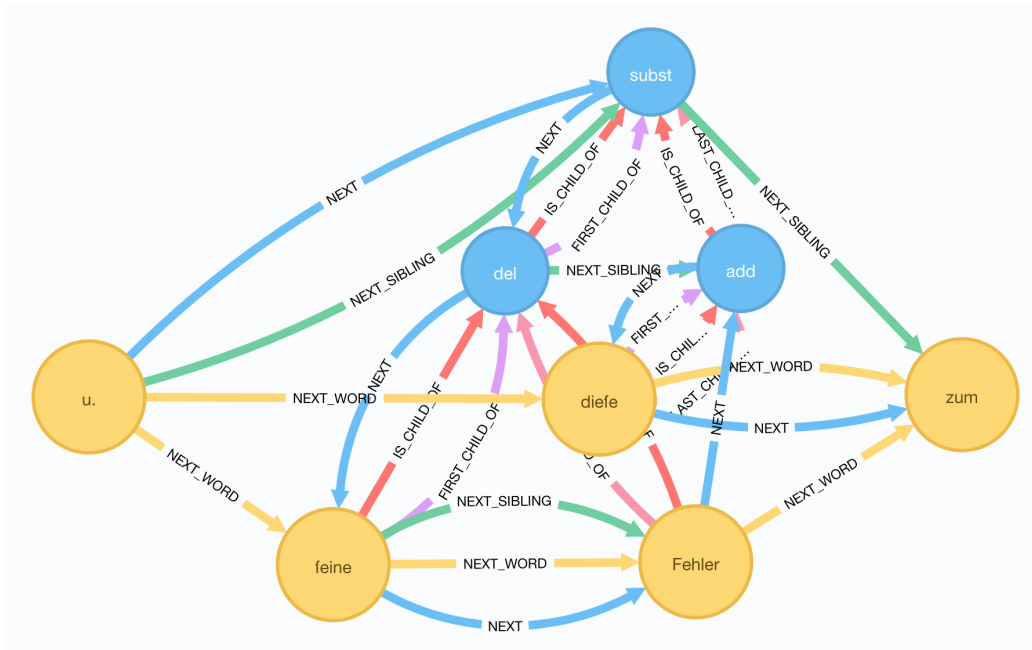 subst
NEXT
NEXT
IS_CHILD_OF
FIRST_CHILD_OF
IS_CHILD_OF
LAST_CHILD_...
NEXT_SIBLING
NEXT_SIBLING
del
NEXT_SIBLING
NEXT
add
FIRST_...
IS_CHIL...
NEXT
NEXT_WORD
NEXT_WORD
u.
diefe
zum
IS_CHILD_OF
FIRST_CHILD_OF
NEXT
NEXT
NEXT_WORD
NEXT_WORD
NEXT_SIBLING
feine
NEXT_WORD
Fehler
NEXT